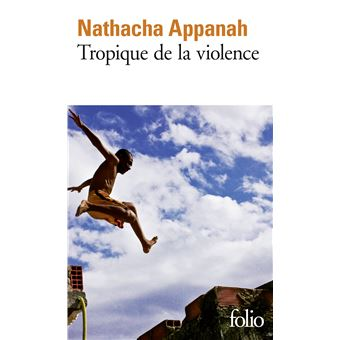 Nathacha Appanah
Tropique de la violence
folio